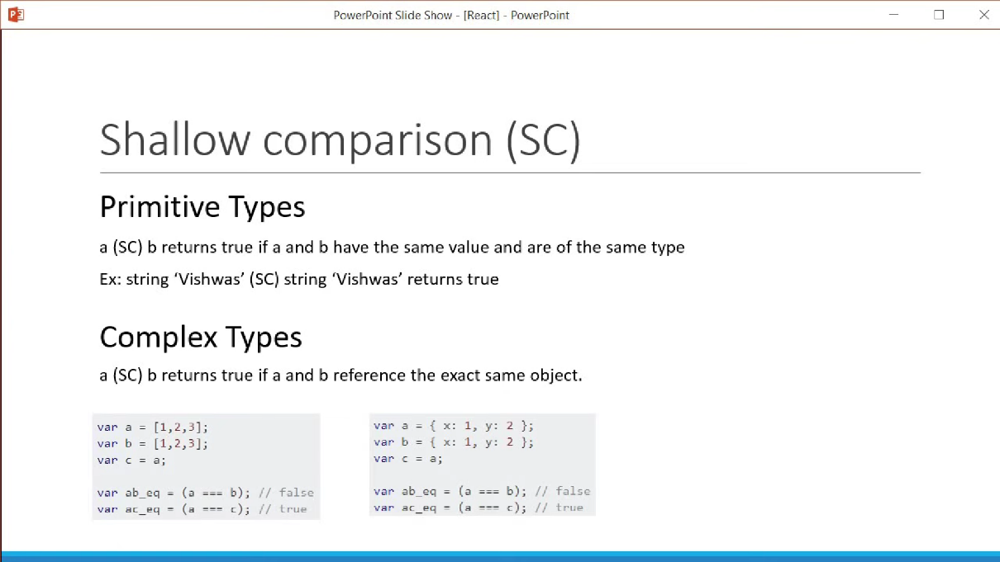 PowerPoint Slide Show - [React] - PowerPoint
Shallow comparison (SC)
Primitive Types
a (SC) b returns true if a and b have the same value and are of the same type
Ex: string ‘Vishwas’ (SC) string ‘Vishwas’ returns true
Complex Types
a (SC) b returns true if a and b reference the exact same object.
var a = [1,2,3];
var b = [1,2,3];
var c = a;
var ab_eq = (a === b); // false
var ac_eq = (a === c); // true
var a = { x: 1, y: 2 };
var b = { x: 1, y: 2 };
var c = a;
var ab_eq = (a === b); // false
var ac_eq = (a === c); // true